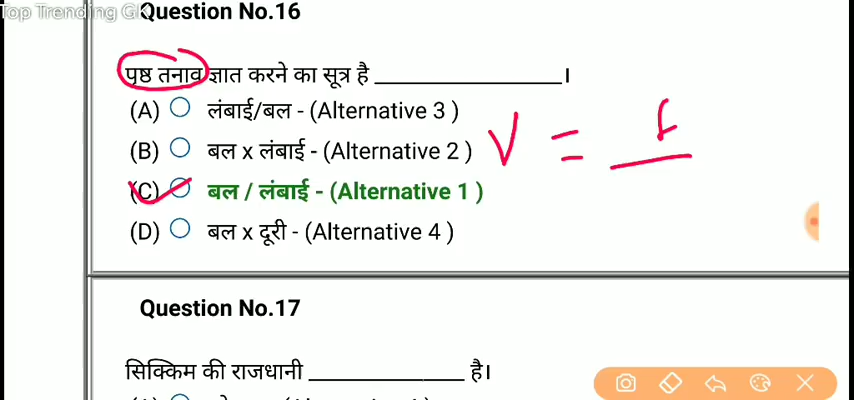 Top Trending GK
Question No.16
पृष्ठ तनाव ज्ञात करने का सूत्र है ________________।
(A) लंबाई/बल - (Alternative 3 )
(B) बल x लंबाई - (Alternative 2 )
(C) बल / लंबाई - (Alternative 1 )
(D) बल x दूरी - (Alternative 4 )
Question No.17
सिक्किम की राजधानी _____________ है।